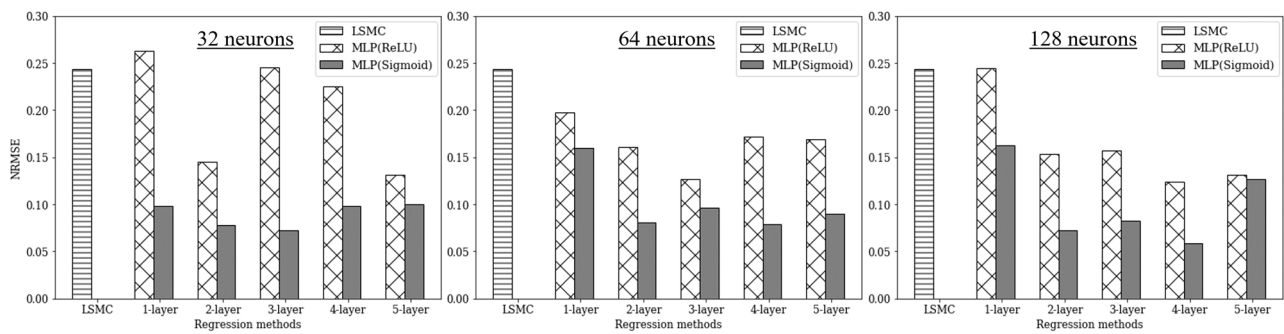 0.30
0.25
0.20
0.15
0.10
0.05
0.00
NRMSE
32 neurons
LSMC
MLP(ReLU)
MLP(Sigmoid)
LSMC 1-layer 2-layer 3-layer 4-layer 5-layer
Regression methods
0.30
0.25
0.20
0.15
0.10
0.05
0.00
64 neurons
LSMC
MLP(ReLU)
MLP(Sigmoid)
LSMC 1-layer 2-layer 3-layer 4-layer 5-layer
Regression methods
0.30
0.25
0.20
0.15
0.10
0.05
0.00
128 neurons
LSMC
MLP(ReLU)
MLP(Sigmoid)
LSMC 1-layer 2-layer 3-layer 4-layer 5-layer
Regression methods